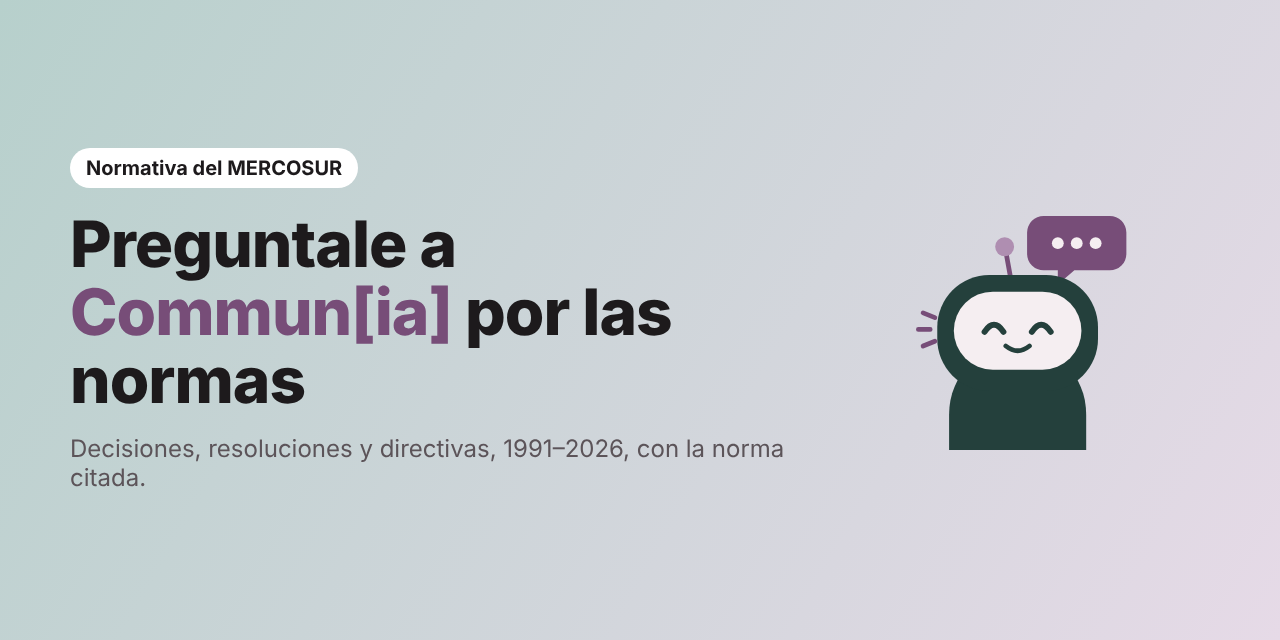 Normativa del MERCOSUR
Preguntale a
Commun[ia] por las
normas
Decisiones, resoluciones y directivas, 1991–2026, con la norma
citada.